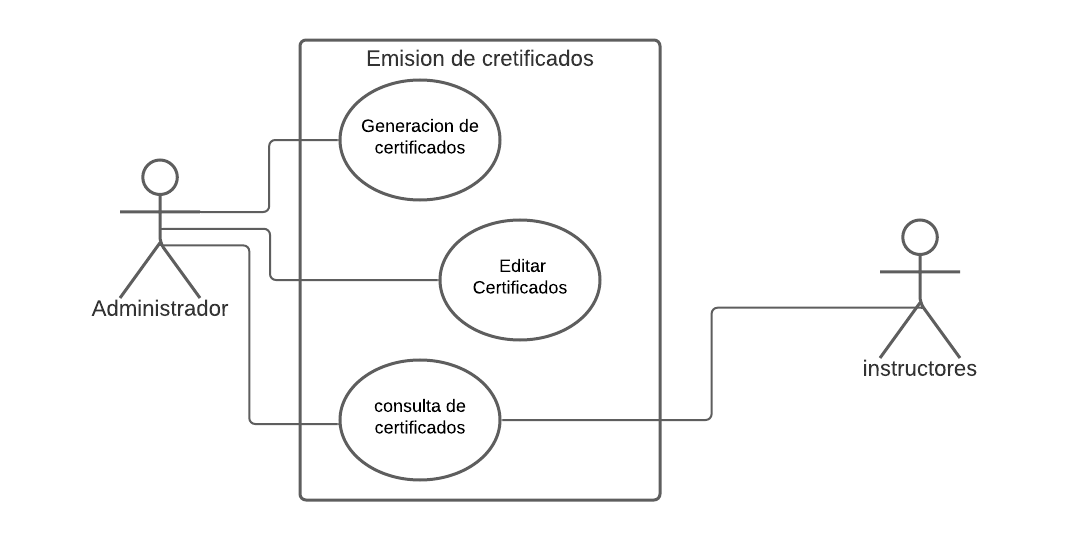 Emision de cretificados
Generacion de
certificados
Editar
Certificados
Administrador
instructores
consulta de
certificados